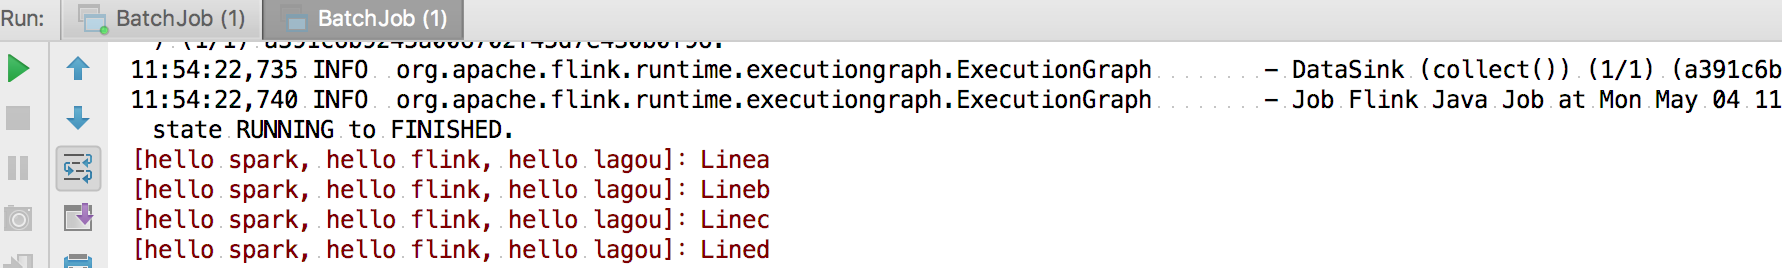 Run: BatchJob (1) BatchJob (1)
11:54:22,735 INFO org.apache.flink.runtime.executiongraph.ExecutionGraph - DataSink (collect()) (1/1) (a391c6b
11:54:22,740 INFO org.apache.flink.runtime.executiongraph.ExecutionGraph - Job Flink Java Job at Mon May 04 11
state RUNNING to FINISHED.
[hello spark, hello flink, hello lagou]: Linea
[hello spark, hello flink, hello lagou]: Lineb
[hello spark, hello flink, hello lagou]: Linec
[hello spark, hello flink, hello lagou]: Lined